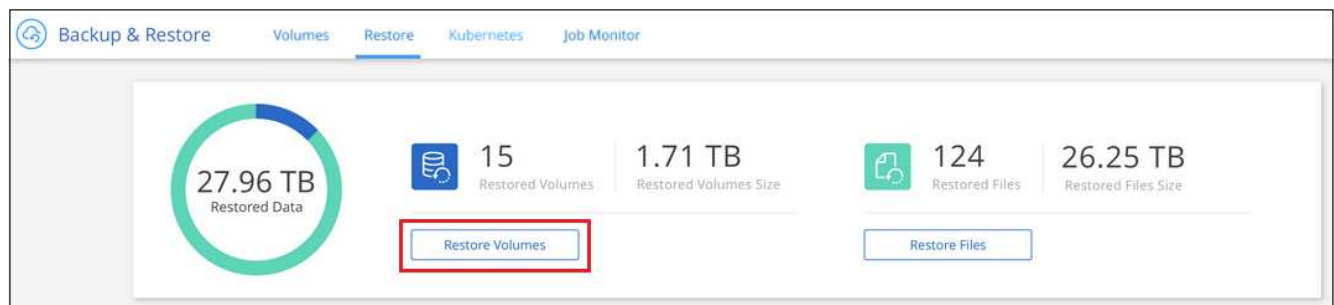 Backup & Restore Volumes Restore Kubernetes Job Monitor
27.96 TB
Restored Data
15
Restored Volumes
1.71 TB
Restored Volumes Size
Restore Volumes
124
Restored Files
26.25 TB
Restored Files Size
Restore Files